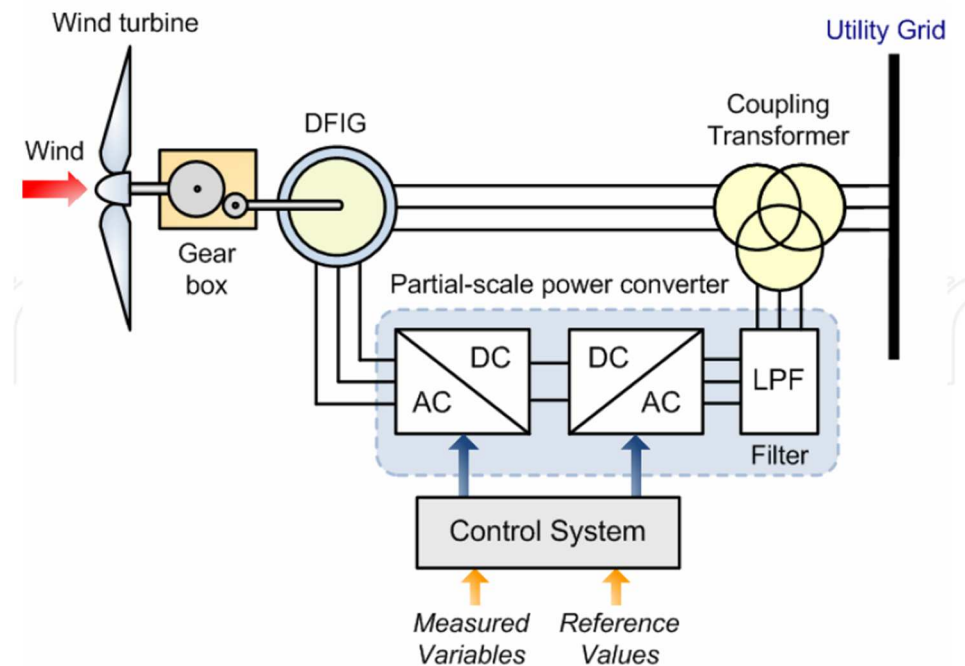 Wind turbine
Utility Grid
Coupling
Transformer
DFIG
Wind
Gear
box
Partial-scale power converter
DC
AC
DC
AC
LPF
Filter
Control System
Measured
Variables
Reference
Values